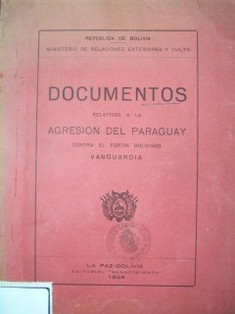 REPUBLICA DE BOLIVIA
MINISTERIO DE RELACIONES EXTERIORES Y CULTO
DOCUMENTOS
RELATIVOS A LA
AGRESION DEL PARAGUAY
CONTRA EL FORTIN BOLIVIANO
VANGUARDIA
LA PAZ-BOLIVIA
EDITORIAL "RENACIMIENTO"